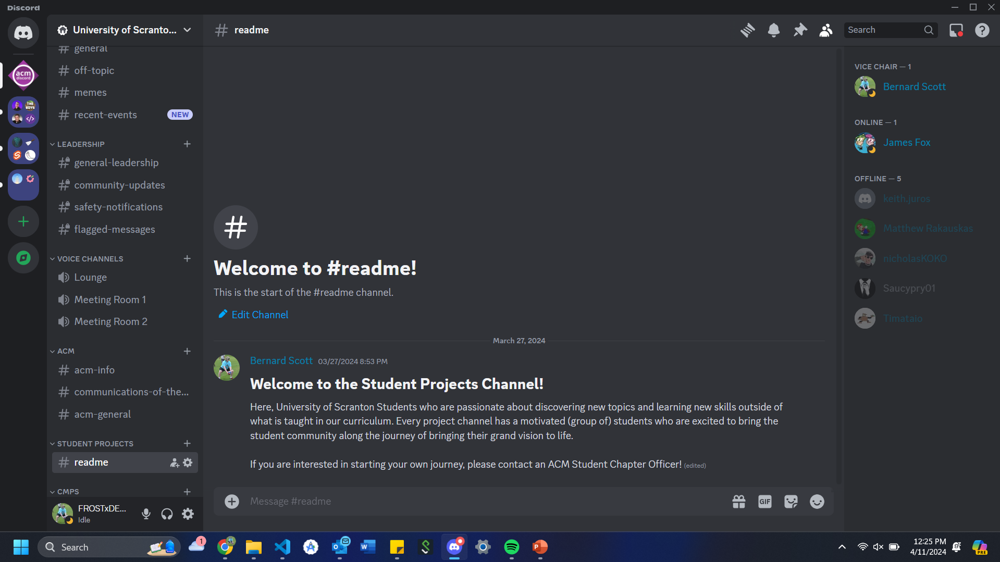 Discord
University of Scranto...
readme
Search
acm
discord
THE
BOYS
general
off-topic
memes
recent-events
NEW
LEADERSHIP
general-leadership
community-updates
safety-notifications
flagged-messages
VOICE CHANNELS
Lounge
Meeting Room 1
Meeting Room 2
ACM
acm-info
communications-of-the...
acm-general
STUDENT PROJECTS
readme
CMPS
FROSTxDE...
Idle
Welcome to #readme!
This is the start of the #readme channel.
Edit Channel
March 27, 2024
Bernard Scott 03/27/2024 8:53 PM
Welcome to the Student Projects Channel!
Here, University of Scranton Students who are passionate about discovering new topics and learning new skills outside of
what is taught in our curriculum. Every project channel has a motivated (group of) students who are excited to bring the
student community along the journey of bringing their grand vision to life.
If you are interested in starting your own journey, please contact an ACM Student Chapter Officer! (edited)
Message #readme
GIF
VICE CHAIR — 1
Bernard Scott
ONLINE — 1
James Fox
OFFLINE — 5
keith.juros
Matthew Rakauskas
nicholasKOKO
Saucypry01
Timataio
Search
1
12:25 PM
4/11/2024
PRE